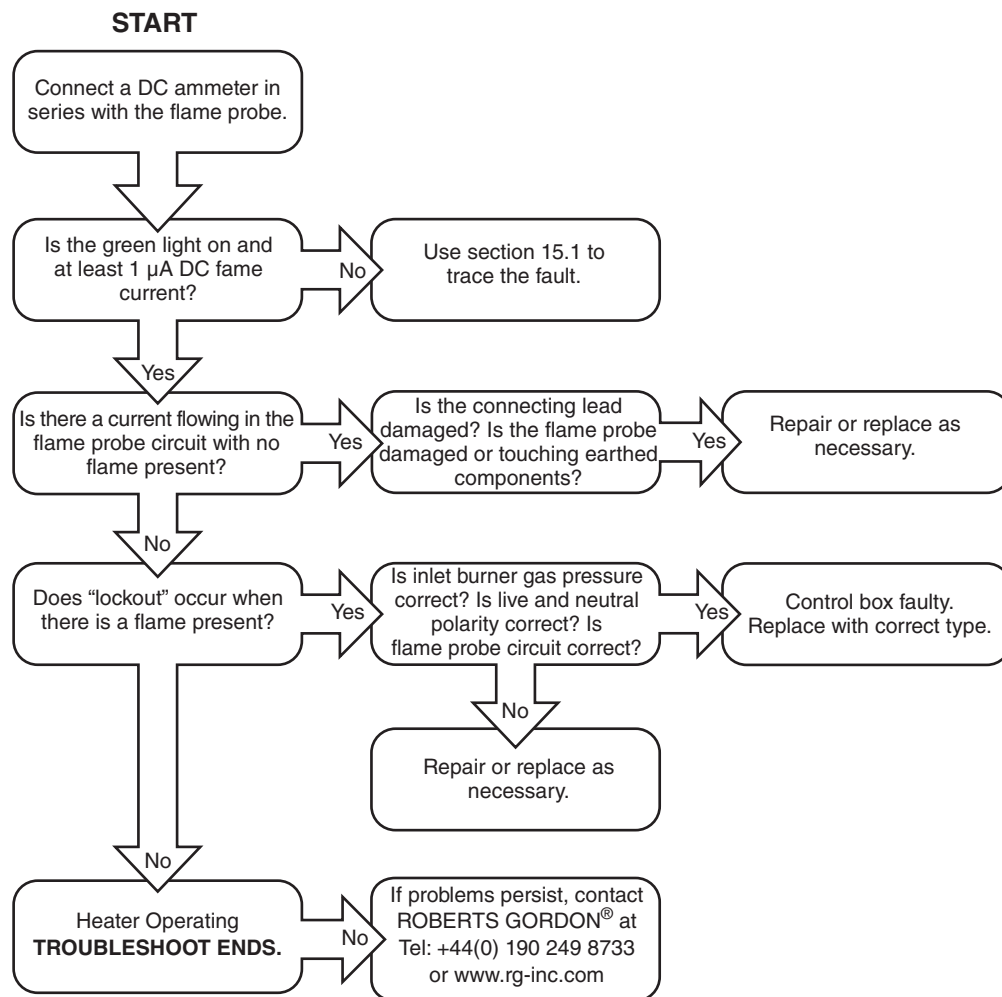 START
Connect a DC ammeter in
series with the flame probe.
Is the green light on and
at least 1 µA DC fame
current?
No
Use section 15.1 to
trace the fault.
Yes
Is there a current flowing in the
flame probe circuit with no
flame present?
Yes
Is the connecting lead
damaged? Is the flame probe
damaged or touching earthed
components?
Yes
Repair or replace as
necessary.
No
Does “lockout” occur when
there is a flame present?
Yes
Is inlet burner gas pressure
correct? Is live and neutral
polarity correct? Is
flame probe circuit correct?
Yes
Control box faulty.
Replace with correct type.
No
Repair or replace as
necessary.
No
Heater Operating
TROUBLESHOOT ENDS.
No
If problems persist, contact
ROBERTS GORDON® at
Tel: +44(0) 190 249 8733
or www.rg-inc.com